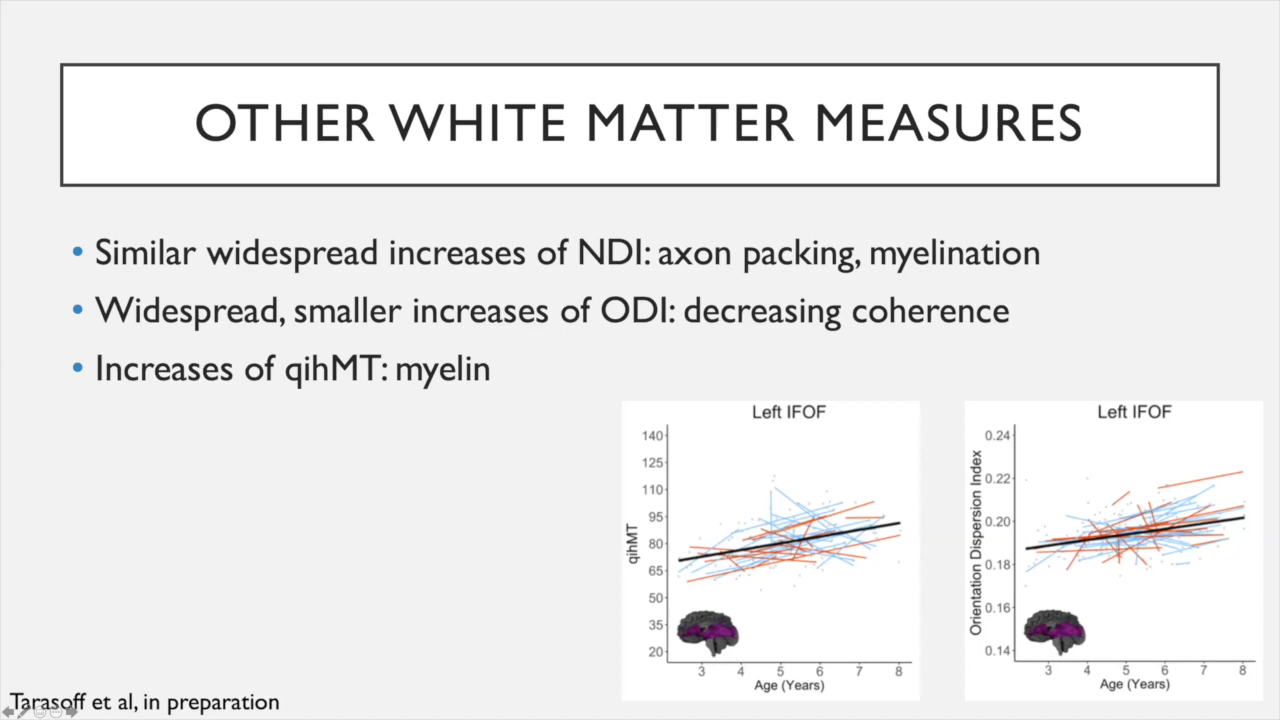 OTHER WHITE MATTER MEASURES
• Similar widespread increases of NDI: axon packing, myelination
• Widespread, smaller increases of ODI: decreasing coherence
• Increases of qihMT: myelin
Left IFOF
140
125
110
95
80
65
50
35
20
qihMT
3 4 5 6 7 8
Age (Years)
Left IFOF
0.24
0.22
0.20
0.18
0.16
0.14
Orientation Dispersion Index
3 4 5 6 7 8
Age (Years)
Tarasoff et al, in preparation